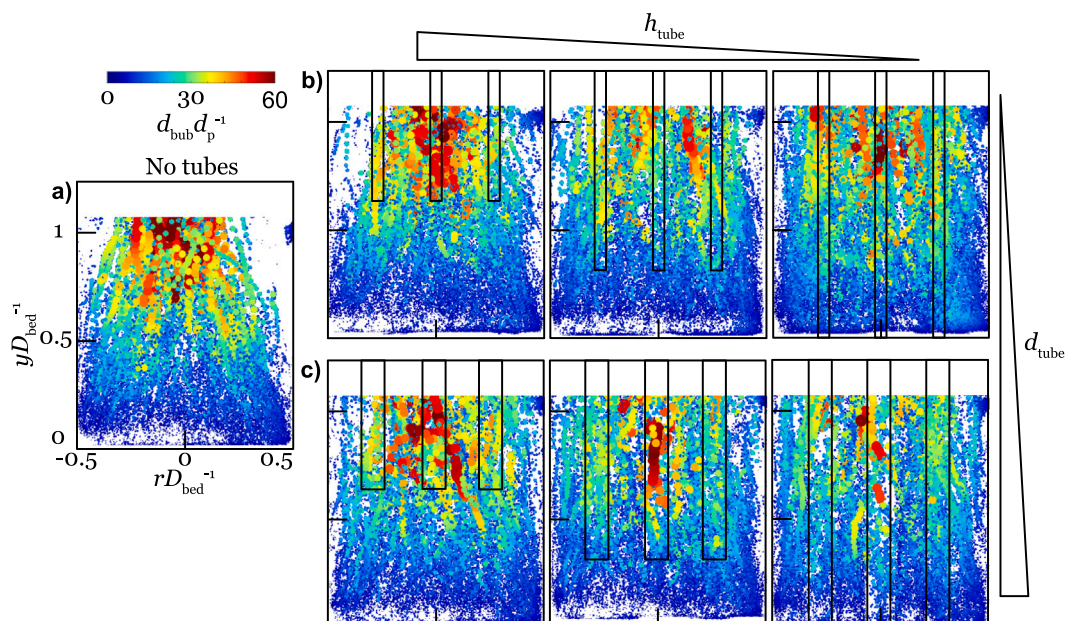 h_tube
0 30 60
d_bub d_p^-1
No tubes
a)
b)
1
0.5
0
yD_bed^-1
-0.5 0 0.5
rD_bed^-1
c)
d_tube